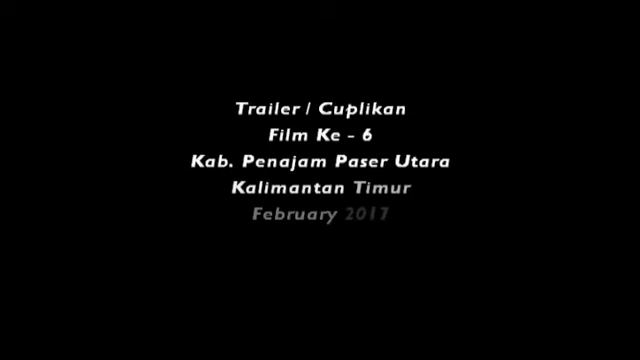 Trailer / Cuplikan
Film Ke - 6
Kab. Penajam Paser Utara
Kalimantan Timur
February 2017